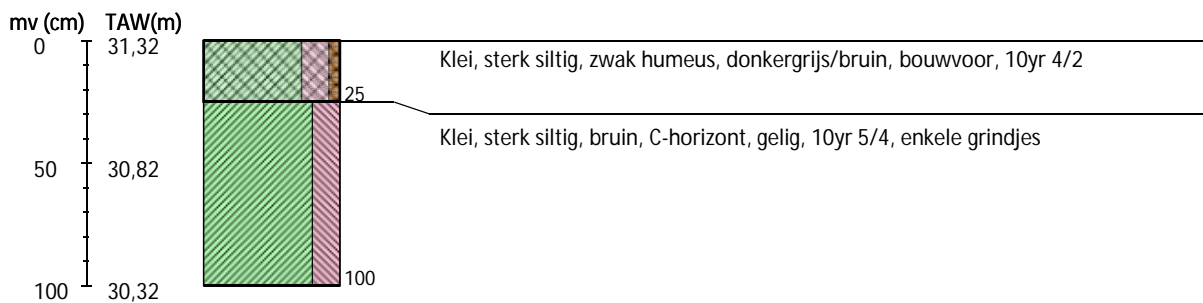 mv (cm) TAW(m)
0 31,32
Klei, sterk siltig, zwak humeus, donkergrijs/bruin, bouwvoor, 10yr 4/2
25
Klei, sterk siltig, bruin, C-horizont, gelig, 10yr 5/4, enkele grindjes
50 30,82
100
100 30,32